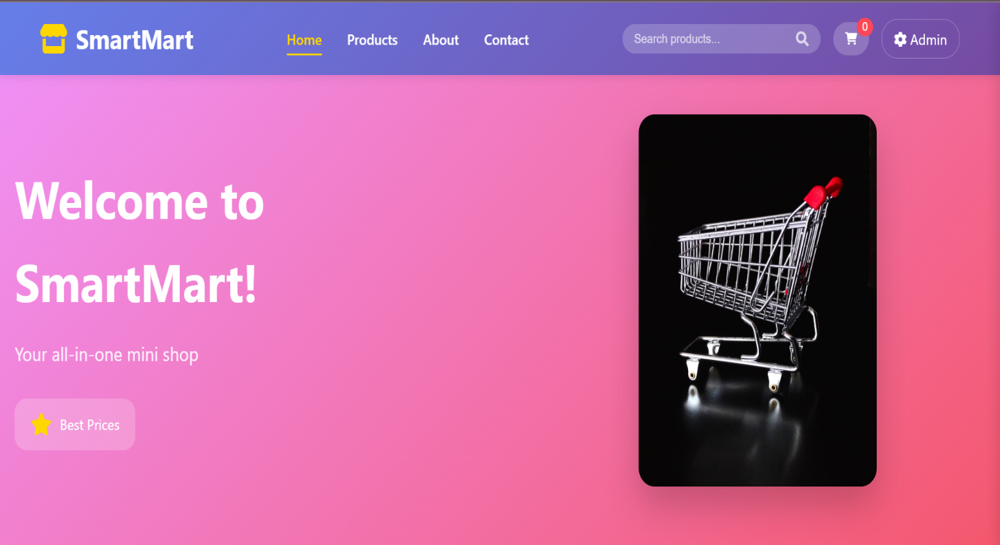 SmartMart
Home Products About Contact
Search products...
0
Admin
Welcome to
SmartMart!
Your all-in-one mini shop
Best Prices